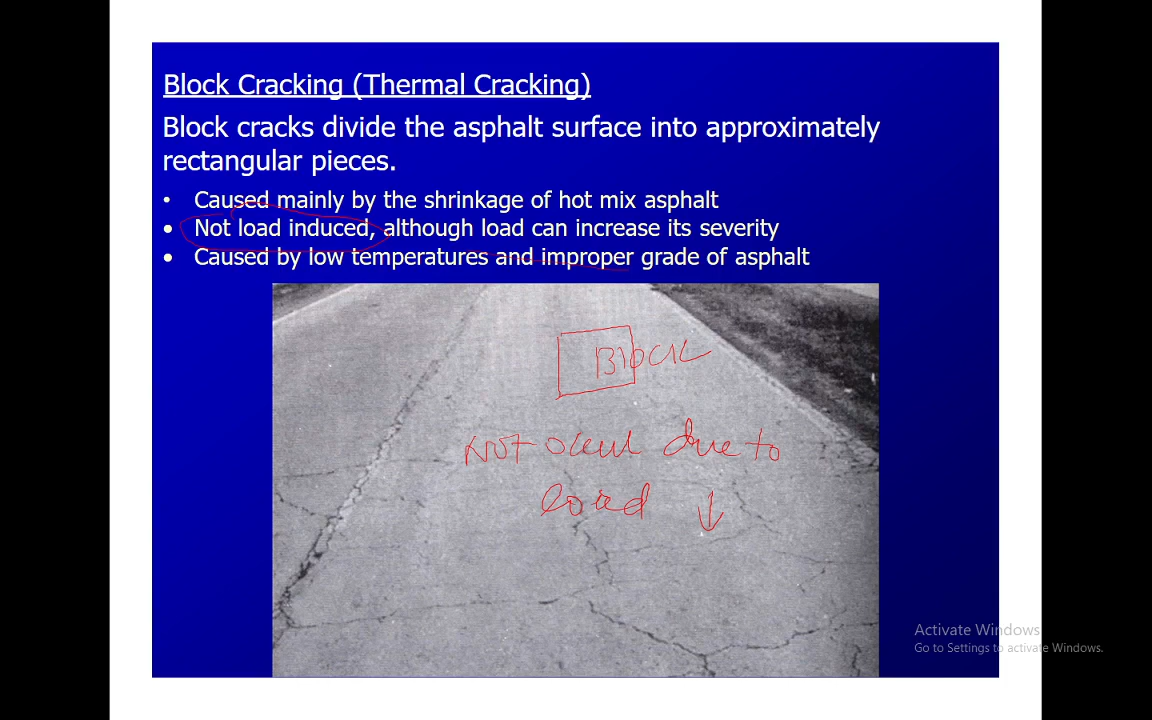 Block Cracking (Thermal Cracking)
Block cracks divide the asphalt surface into approximately
rectangular pieces.
• Caused mainly by the shrinkage of hot mix asphalt
• Not load induced, although load can increase its severity
• Caused by low temperatures and improper grade of asphalt
Block
Not occur due to
load ↓
Activate Windows
Go to Settings to activate Windows.